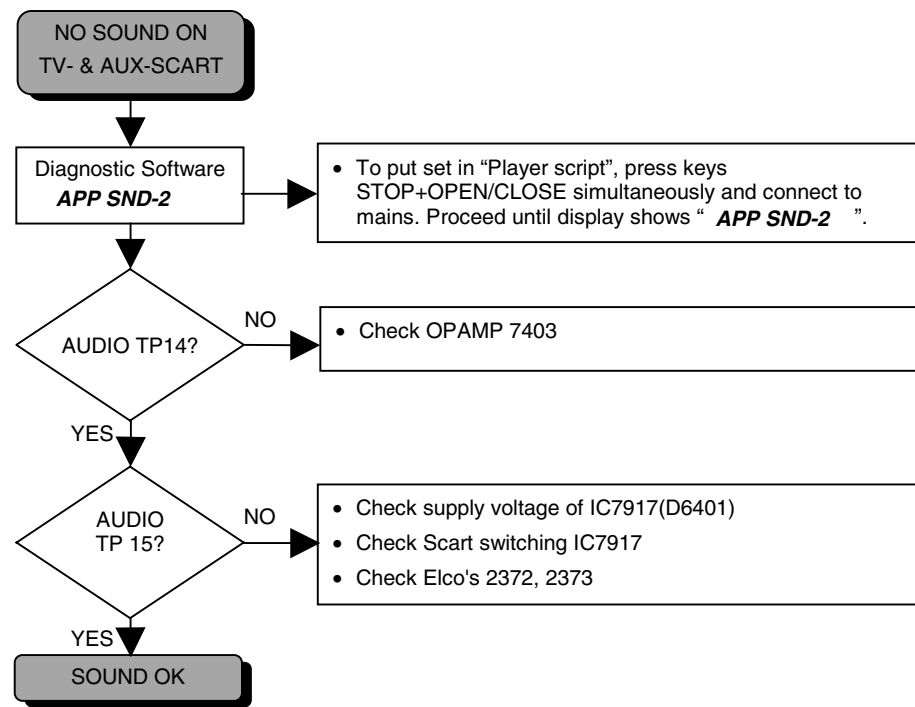 NO SOUND ON
TV- & AUX-SCART
Diagnostic Software
APP SND-2
• To put set in “Player script”, press keys
STOP+OPEN/CLOSE simultaneously and connect to
mains. Proceed until display shows “ APP SND-2 ”.
AUDIO TP14?
NO
• Check OPAMP 7403
YES
AUDIO
TP 15?
NO
• Check supply voltage of IC7917(D6401)
• Check Scart switching IC7917
• Check Elco's 2372, 2373
YES
SOUND OK